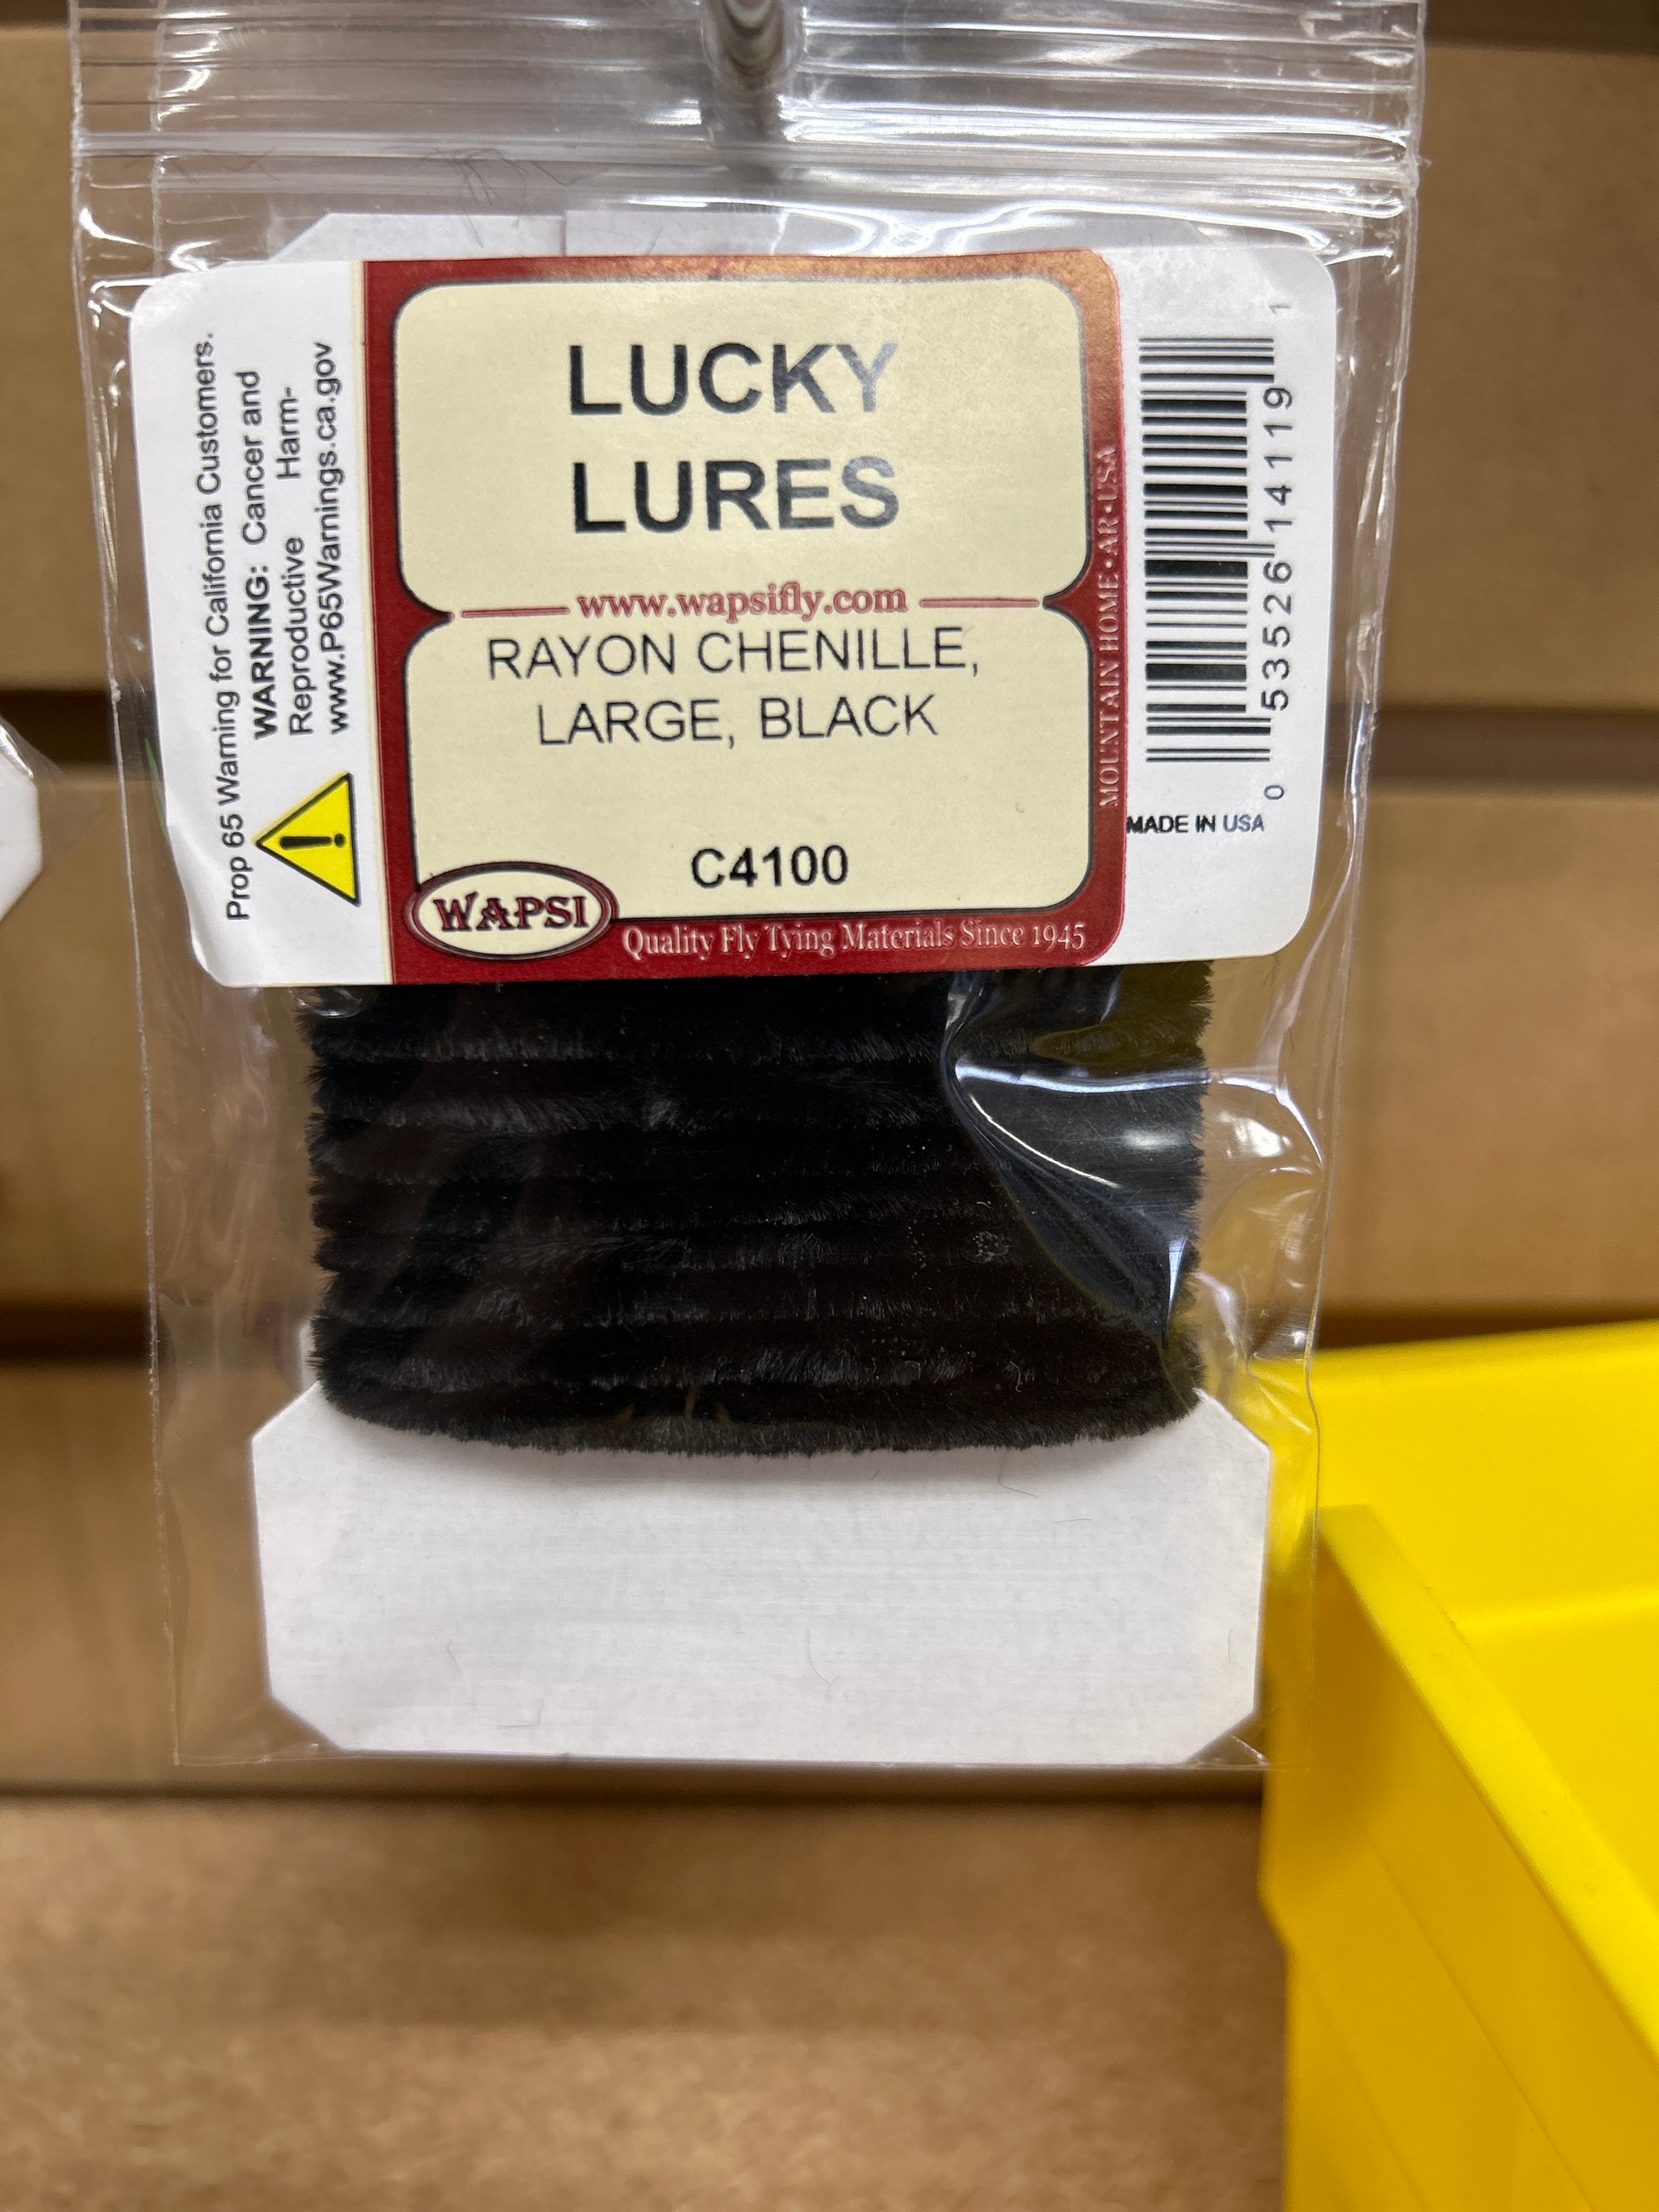 Prop 65 Warning for California Customers.
WARNING: Cancer and
Reproductive Harm-
www.P65Warnings.ca.gov
LUCKY
LURES
www.wapsifly.com
RAYON CHENILLE,
LARGE, BLACK
C4100
WAPSI
Quality Fly Tying Materials Since 1945
MOUNTAIN HOME • AR • USA
0 53526 14119 1
MADE IN USA